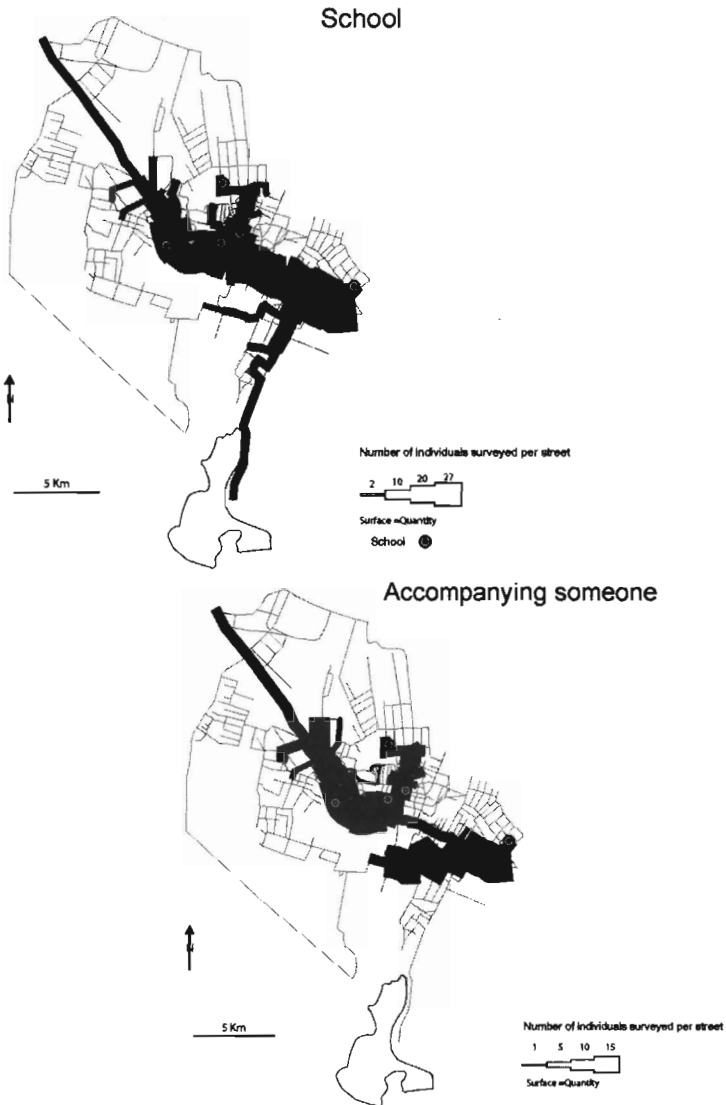 School
N
5 Km
Number of individuals surveyed per street
2 10 20 27
Surface =Quantity
School
Accompanying someone
N
5 Km
Number of individuals surveyed per street
1 5 10 15
Surface =Quantity